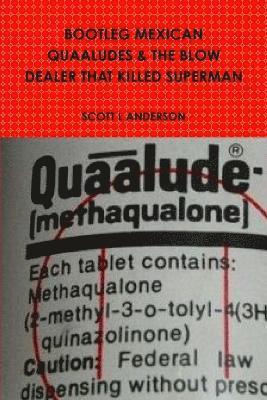 BOOTLEG MEXICAN
QUAALUDES & THE BLOW
DEALER THAT KILLED SUPERMAN
SCOTT L ANDERSON
Quāalude®-
(methaqualone)
Each tablet contains:
Methaqualone
(2-methyl-3-o-tolyl-4(3H
quinazolinone)
Caution: Federal law
dispensing without presc